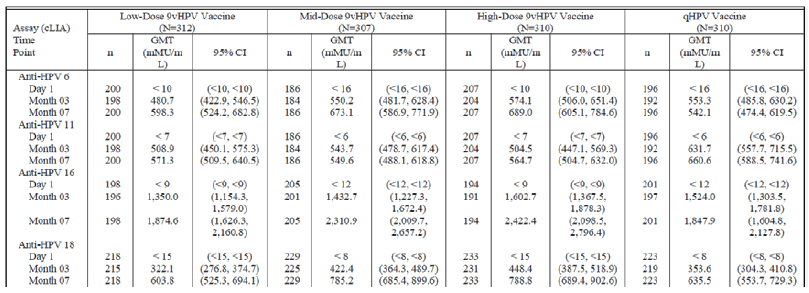 Low-Dose 9vHPV Vaccine Mid-Dose 9vHPV Vaccine High-Dose 9vHPV Vaccine qHPV Vaccine
Assay (cLIA) (N=312) (N=307) (N=310) (N=310)
Time GMT GMT GMT GMT
Point n (mMU/m 95% CI n (mMU/m 95% CI n (mMU/m 95% CI n (mMU/m 95% CI
L) L) L) L)
Anti-HPV 6
Day 1 200 < 10 (<10, <10) 186 < 16 (<16, <16) 207 < 10 (<10, <10) 196 < 16 (<16, <16)
Month 03 198 480.7 (422.9, 546.5) 184 550.2 (481.7, 628.4) 204 574.1 (506.0, 651.4) 192 553.3 (485.8, 630.2)
Month 07 200 598.3 (524.2, 682.8) 186 673.1 (586.9, 771.9) 207 689.0 (605.1, 784.6) 196 542.1 (474.4, 619.5)
Anti-HPV 11
Day 1 200 < 7 (<7, <7) 186 < 6 (<6, <6) 207 < 7 (<7, <7) 196 < 6 (<6, <6)
Month 03 198 508.9 (450.1, 575.3) 184 543.7 (478.7, 617.4) 204 504.5 (447.1, 569.3) 192 631.7 (557.7, 715.5)
Month 07 200 571.3 (509.5, 640.5) 186 549.6 (488.1, 618.8) 207 564.7 (504.7, 632.0) 196 660.6 (588.5, 741.6)
Anti-HPV 16
Day 1 198 < 9 (<9, <9) 205 < 12 (<12, <12) 194 < 9 (<9, <9) 201 < 12 (<12, <12)
Month 03 196 1,350.0 (1,154.3, 201 1,432.7 (1,227.3, 191 1,602.7 (1,367.5, 197 1,524.0 (1,303.5,
1,579.0) 1,672.4) 1,878.3) 1,781.8)
Month 07 198 1,874.6 (1,626.3, 205 2,310.9 (2,009.7, 194 2,422.4 (2,098.5, 201 1,847.9 (1,604.8,
2,160.8) 2,657.2) 2,796.4) 2,127.8)
Anti-HPV 18
Day 1 218 < 15 (<15, <15) 229 < 8 (<8, <8) 233 < 15 (<15, <15) 223 < 8 (<8, <8)
Month 03 215 322.1 (276.8, 374.7) 225 422.4 (364.3, 489.7) 231 448.4 (387.5, 518.9) 219 353.6 (304.3, 410.8)
Month 07 218 603.8 (525.3, 694.1) 229 785.2 (685.4, 899.6) 233 788.8 (689.4, 902.6) 223 635.5 (553.7, 729.3)